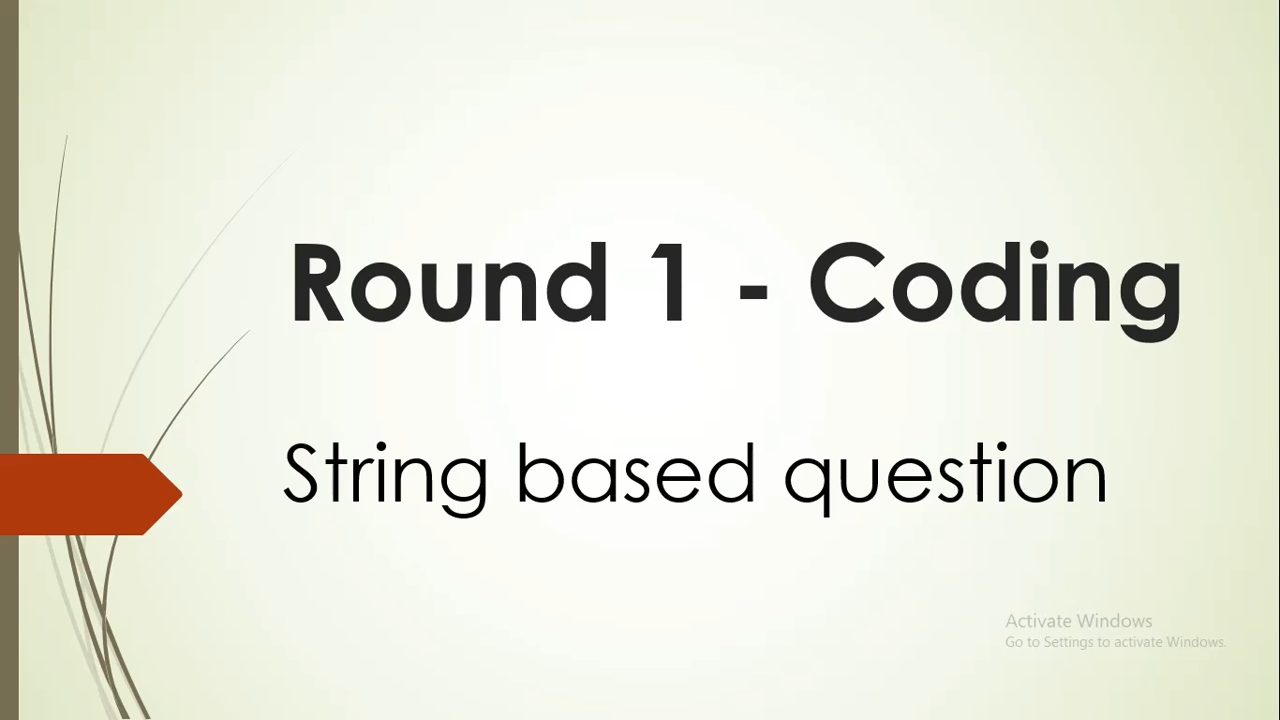 Round 1 - Coding
String based question
Activate Windows
Go to Settings to activate Windows.